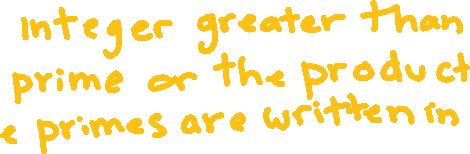 Integer greater than
prime or the product
e primes are written in